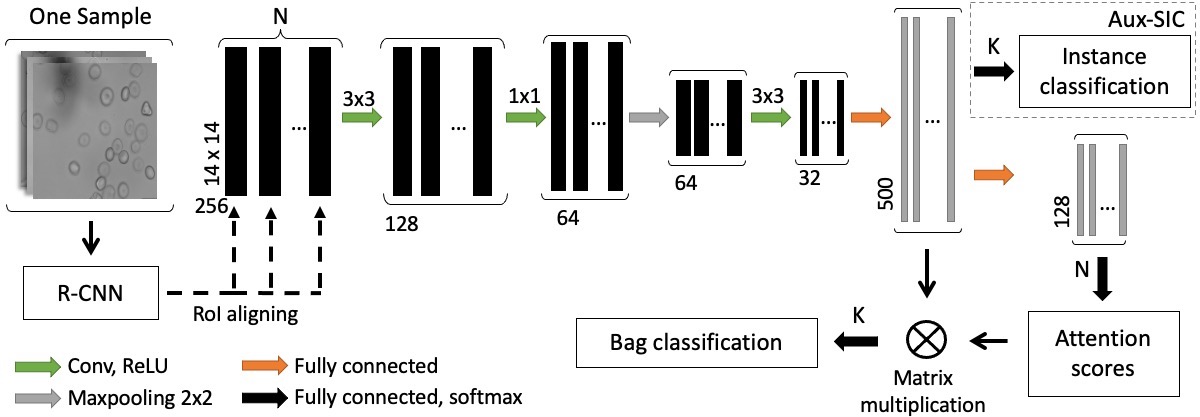 One Sample
N
Aux-SIC
K
Instance
classification
3x3
1x1
3x3
...
...
...
...
...
...
...
14 x 14
256
128
64
64
32
500
128
N
R-CNN
RoI aligning
K
Bag classification
Matrix
multiplication
Attention
scores
Conv, ReLU
Fully connected
Maxpooling 2x2
Fully connected, softmax